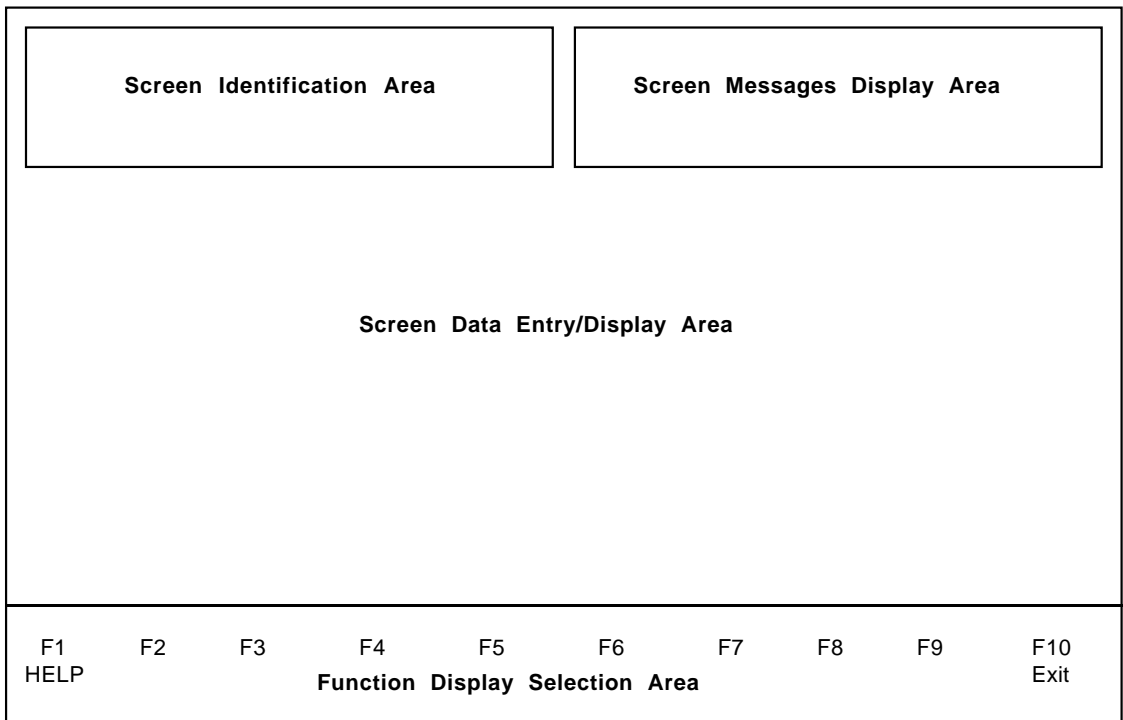 Screen Identification Area
Screen Messages Display Area
Screen Data Entry/Display Area
F1 F2 F3 F4 F5 F6 F7 F8 F9 F10
HELP Exit
Function Display Selection Area